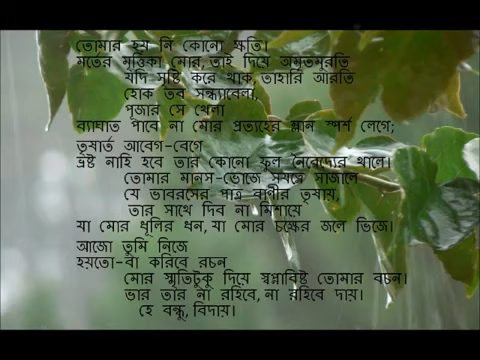 তোমার হয় নি কোনো ক্ষতি।
মর্তের মৃত্তিকা মোর, তাই দিয়ে অমৃতমূরতি
যদি সৃষ্টি করে থাক, তাহারি আরতি
হোক তব সন্ধ্যাবেলা,
পূজার সে খেলা
ব্যাঘাত পাবে না মোর প্রত্যহের ম্লান স্পর্শ লেগে;
তৃষার্ত আবেগ-বেগে
ভ্রষ্ট নাহি হবে তার কোনো ফুল নৈবেদ্যের থালে।
তোমার মানস-ভোজে সযত্নে সাজালে
যে ভাবরসের পাত্র বাণীর তৃষায়,
তার সাথে দিব না মিশায়ে
যা মোর ধূলির ধন, যা মোর চক্ষের জলে ভিজে।
আজো তুমি নিজে
হয়তো-বা করিবে রচন
মোর স্মৃতিটুকু দিয়ে স্বপ্নাবিষ্ট তোমার বচন।
ভার তার না রহিবে, না রহিবে দায়।
হে বন্ধু, বিদায়।